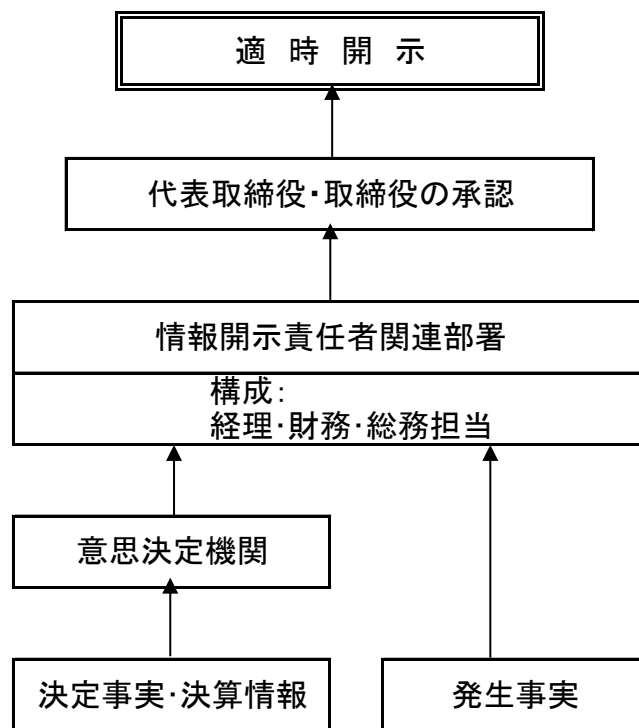 適 時 開 示
代表取締役・取締役の承認
情報開示責任者関連部署
構成：
経理・財務・総務担当
意思決定機関
決定事実・決算情報
発生事実